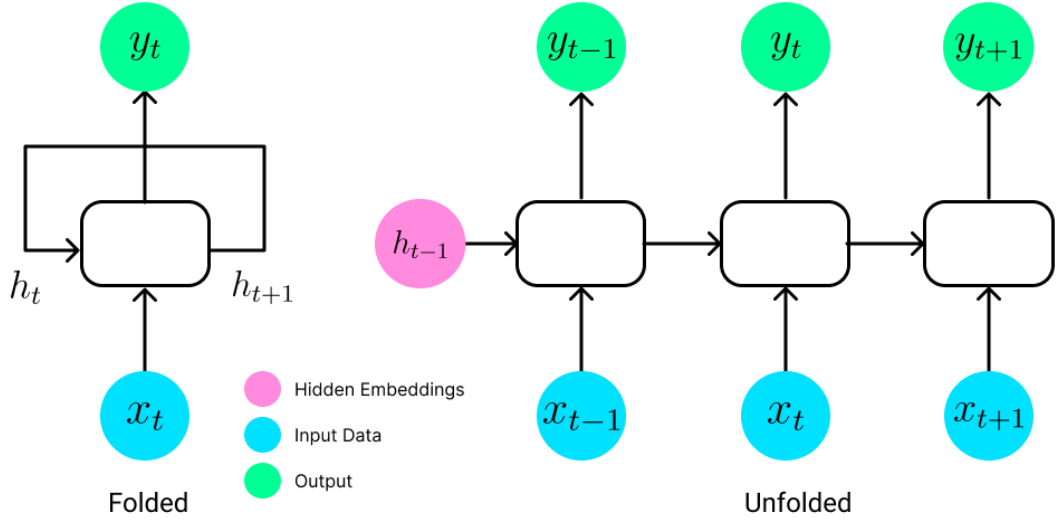 y_t
h_t
h_{t+1}
x_t
Folded
Hidden Embeddings
Input Data
Output
y_{t-1} y_t y_{t+1}
h_{t-1}
x_{t-1} x_t x_{t+1}
Unfolded